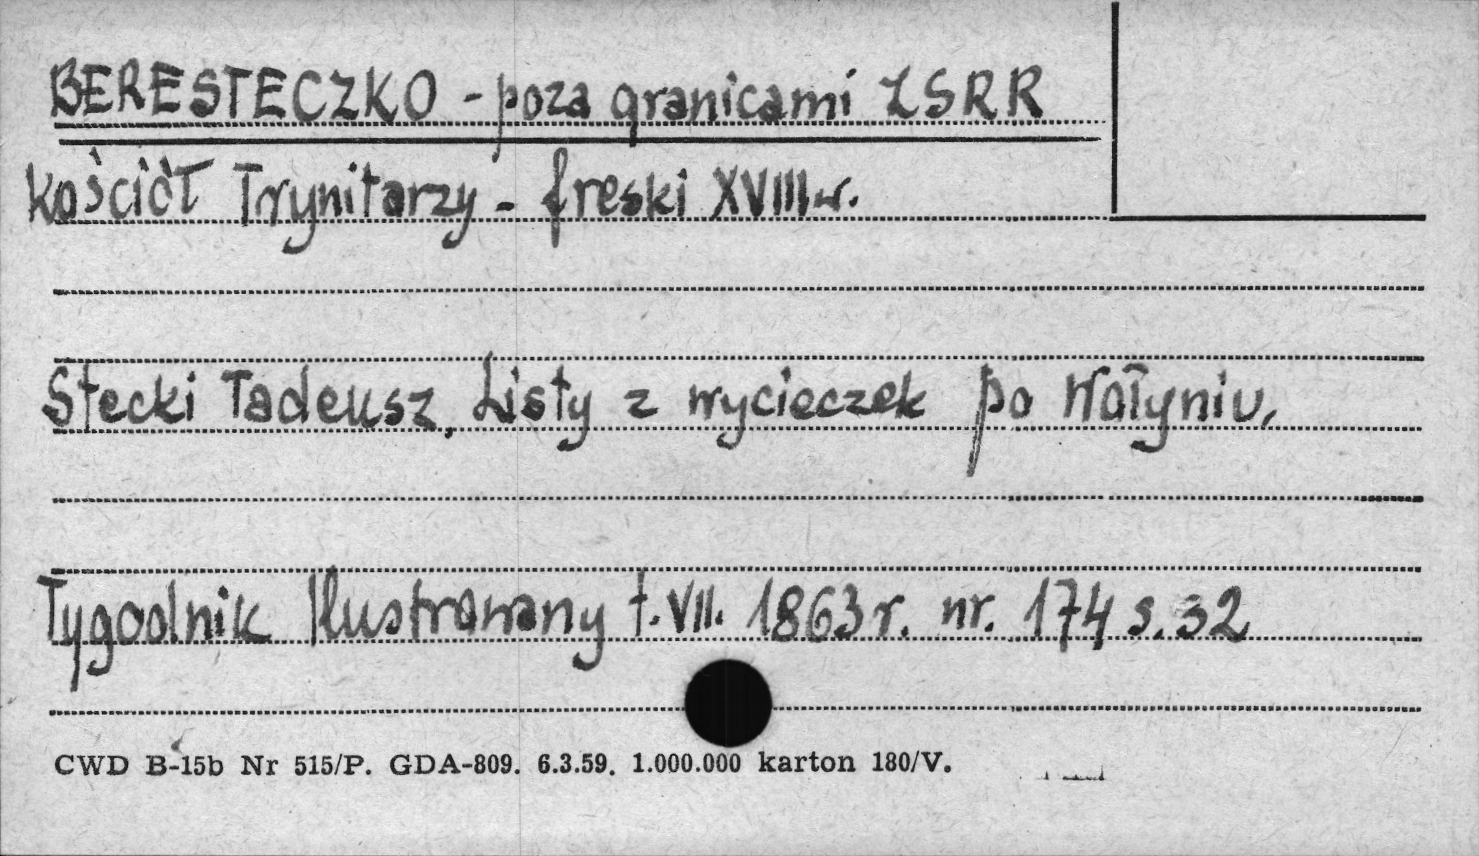 BERESTECZKO - poza granicami ZSRR
Kościół Trynitarzy - freski XVIII w.
Stecki Tadeusz, Listy z wycieczek po Wołyniu,
Tygodnik Ilustrowany t. VII. 1863 r. nr. 174 s. 32
CWD B-15b Nr 515/P. GDA-809. 6.3.59. 1.000.000 karton 180/V.